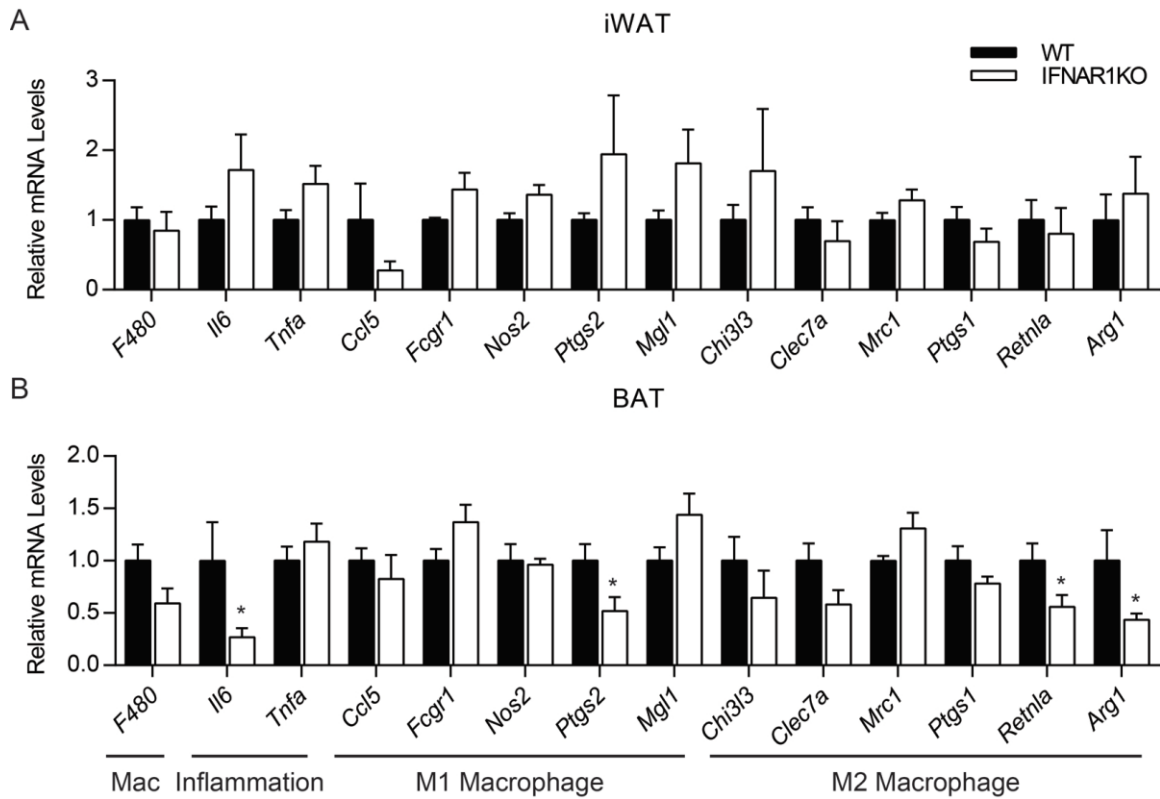 A
iWAT
WT
IFNAR1KO
Relative mRNA Levels
3
2
1
0
F480 Il6 Tnfa Ccl5 Fcgr1 Nos2 Ptgs2 Mgl1 Chi3l3 Clec7a Mrc1 Ptgs1 Retnla Arg1
B
BAT
Relative mRNA Levels
2.0
1.5
1.0
0.5
0.0
* * * *
F480 Il6 Tnfa Ccl5 Fcgr1 Nos2 Ptgs2 Mgl1 Chi3l3 Clec7a Mrc1 Ptgs1 Retnla Arg1
Mac Inflammation M1 Macrophage M2 Macrophage